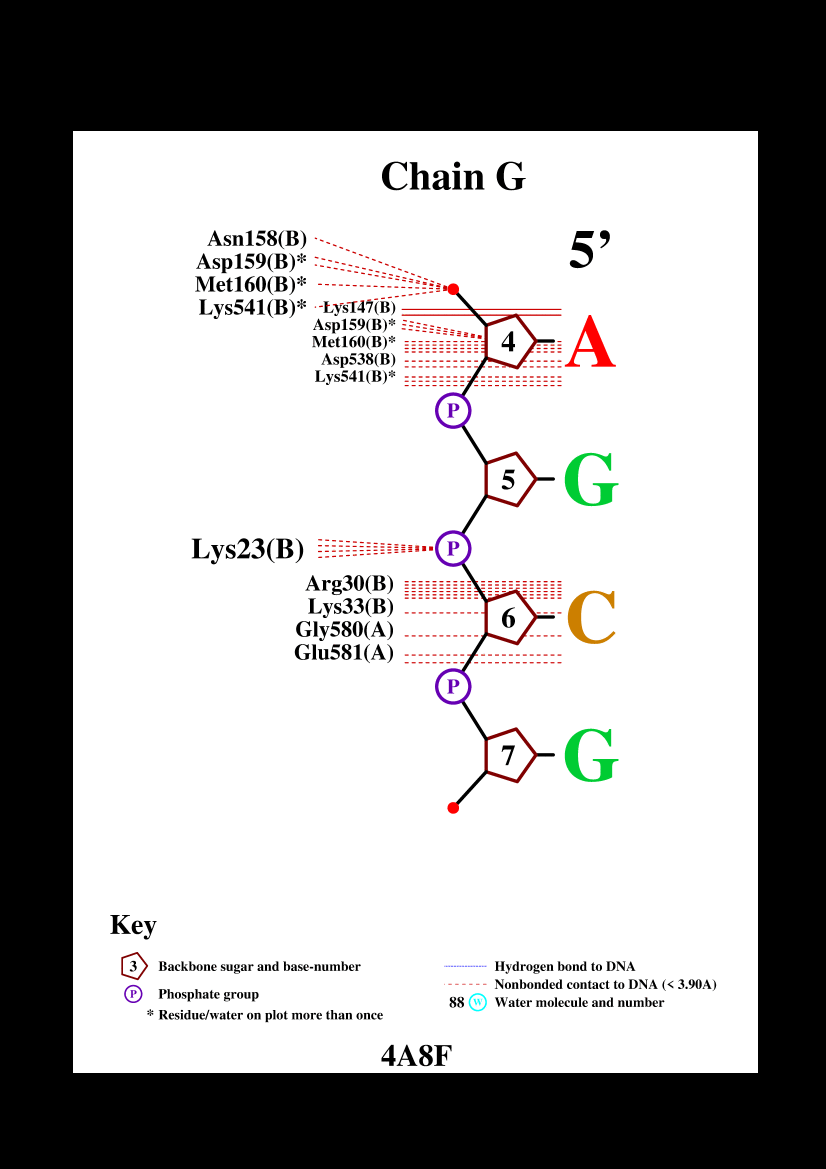 Chain G
5’
Asn158(B)
Asp159(B)*
Met160(B)*
Lys541(B)*
Lys147(B)
Asp159(B)*
Met160(B)*
Asp538(B)
Lys541(B)*
4
A
P
5
G
Lys23(B)
P
Arg30(B)
Lys33(B)
Gly580(A)
Glu581(A)
6
C
P
7
G
Key
3 Backbone sugar and base-number
P Phosphate group
* Residue/water on plot more than once
Hydrogen bond to DNA
Nonbonded contact to DNA (< 3.90A)
88 W Water molecule and number
4A8F